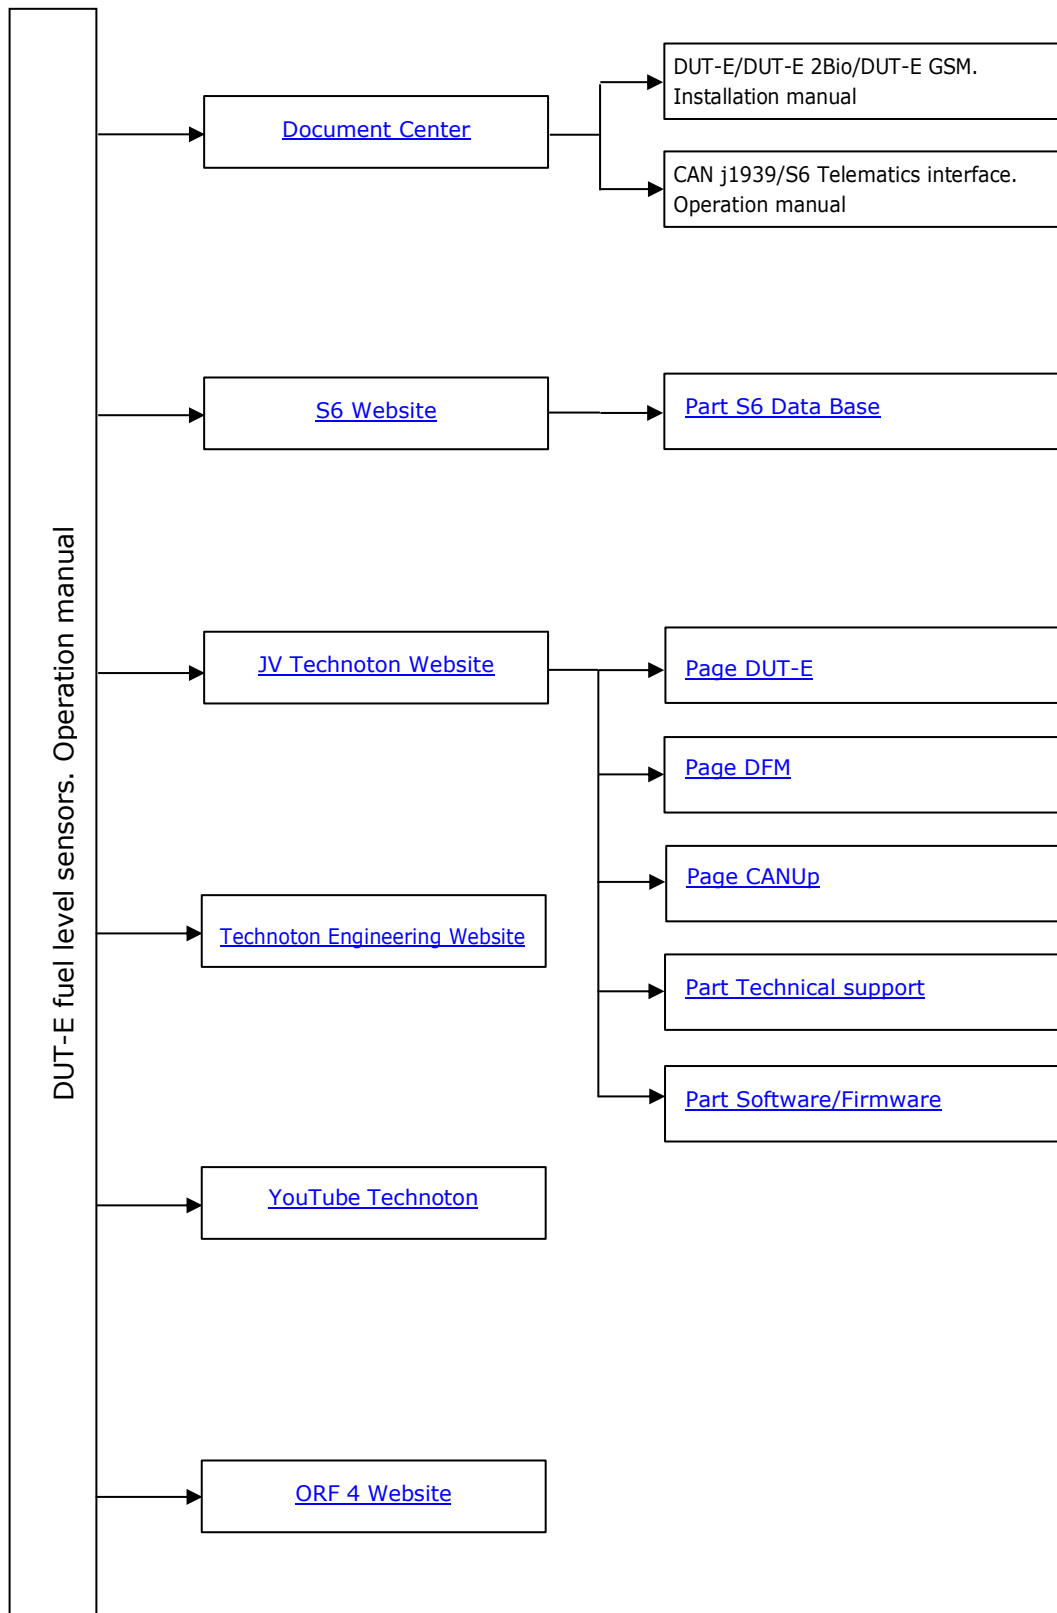 DUT-E fuel level sensors. Operation manual
Document Center
DUT-E/DUT-E 2Bio/DUT-E GSM.
Installation manual
CAN j1939/S6 Telematics interface.
Operation manual
S6 Website
Part S6 Data Base
JV Technoton Website
Page DUT-E
Page DFM
Page CANUp
Part Technical support
Part Software/Firmware
Technoton Engineering Website
YouTube Technoton
ORF 4 Website